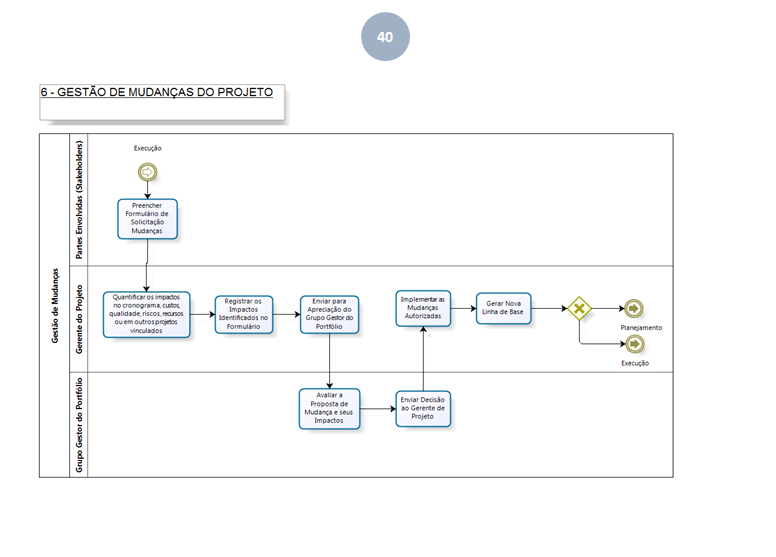 40
6 - GESTÃO DE MUDANÇAS DO PROJETO
Gestão de Mudanças
Partes Envolvidas (Stakeholders)
Execução
Preencher
Formulário de
Solicitação
Mudanças
Gerente do Projeto
Quantificar os impactos
no cronograma, custos,
qualidade, riscos, recursos
ou em outros projetos
vinculados
Registrar os
Impactos
Identificados no
Formulário
Enviar para
Apreciação do
Grupo Gestor do
Portfólio
Implementar as
Mudanças
Autorizadas
Gerar Nova
Linha de Base
Planejamento
Execução
Grupo Gestor do Portfólio
Avaliar a
Proposta de
Mudança e seus
Impactos
Enviar Decisão
ao Gerente de
Projeto